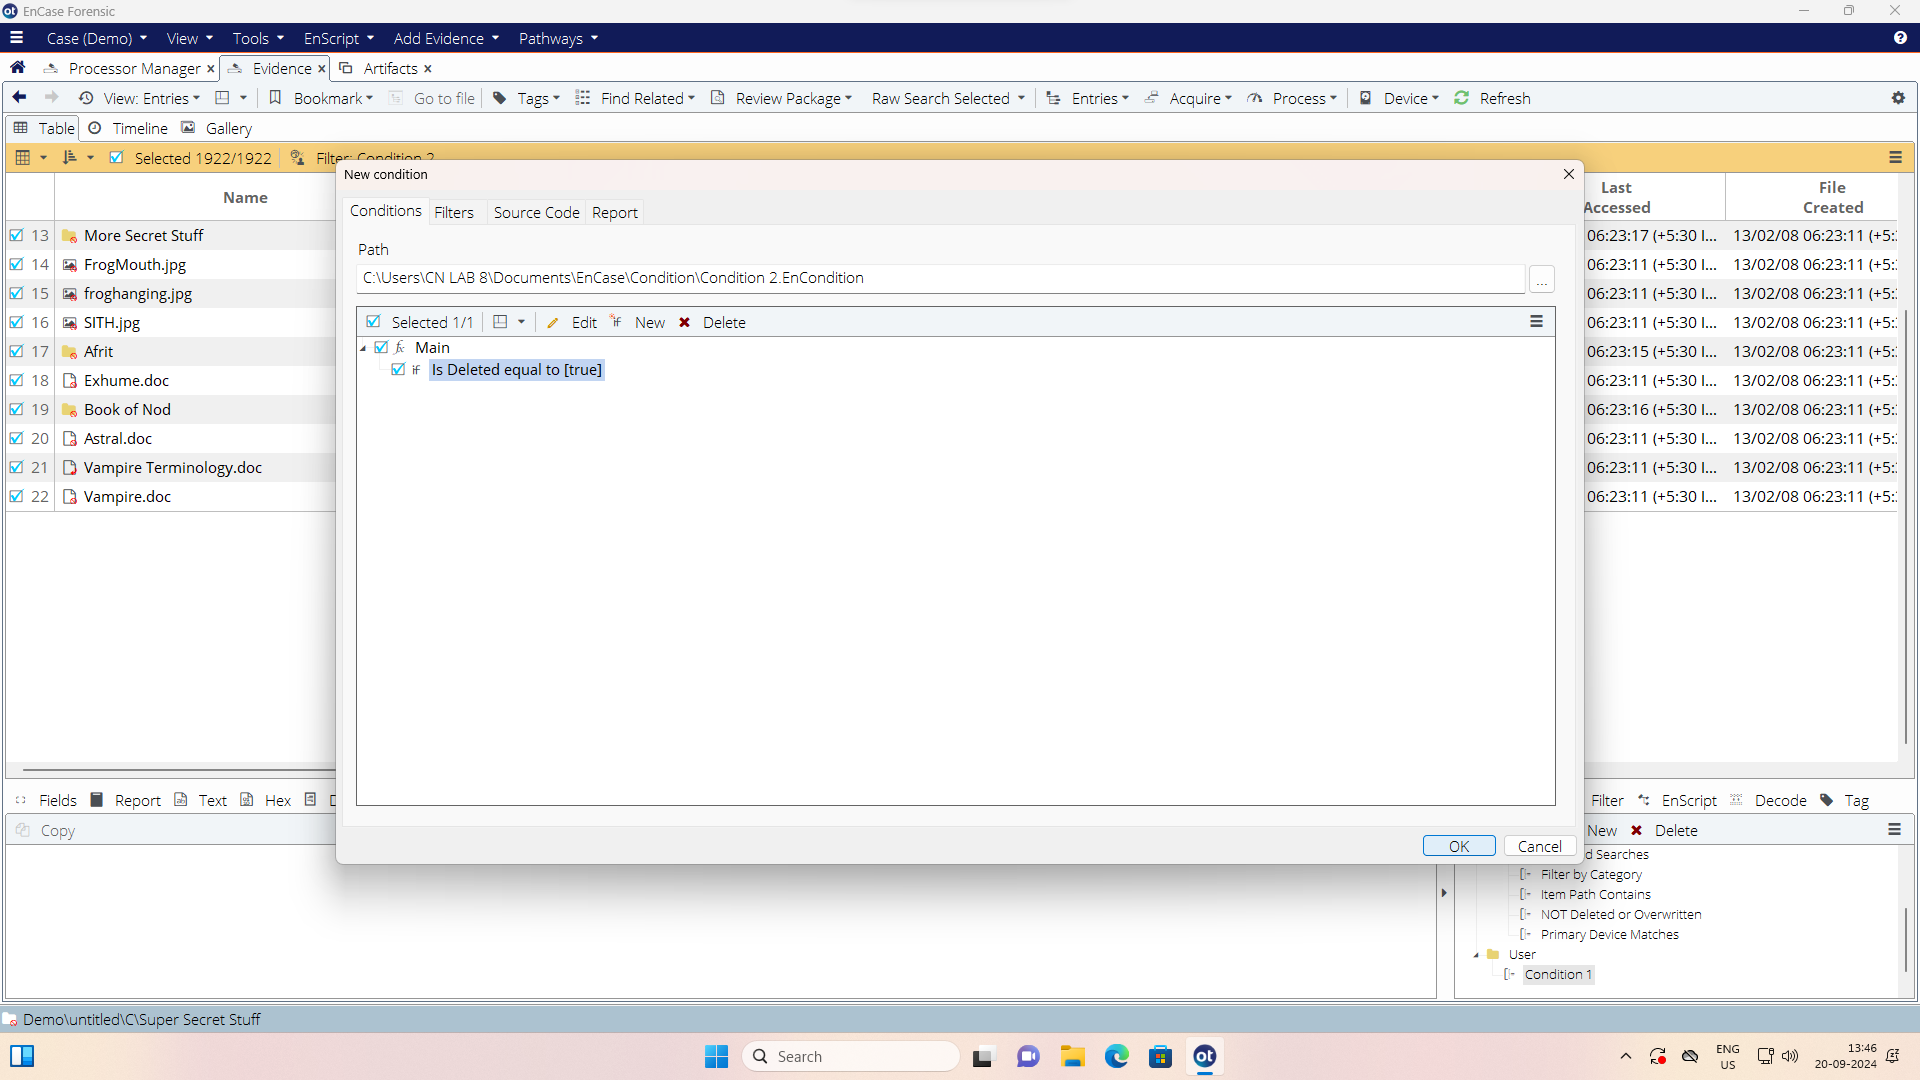 EnCase Forensic
Case (Demo) View Tools EnScript Add Evidence Pathways
Processor Manager Evidence Artifacts
View: Entries Bookmark Go to file Tags Find Related Review Package Raw Search Selected Entries Acquire Process Device Refresh
Table Timeline Gallery
Selected 1922/1922 Filter: Condition 2
Name
Last Accessed
File Created
13 More Secret Stuff 06:23:17 (+5:30 I... 13/02/08 06:23:11 (+5:
14 FrogMouth.jpg 06:23:11 (+5:30 I... 13/02/08 06:23:11 (+5:
15 froghanging.jpg 06:23:11 (+5:30 I... 13/02/08 06:23:11 (+5:
16 SITH.jpg 06:23:11 (+5:30 I... 13/02/08 06:23:11 (+5:
17 Afrit 06:23:15 (+5:30 I... 13/02/08 06:23:11 (+5:
18 Exhume.doc 06:23:11 (+5:30 I... 13/02/08 06:23:11 (+5:
19 Book of Nod 06:23:16 (+5:30 I... 13/02/08 06:23:11 (+5:
20 Astral.doc 06:23:11 (+5:30 I... 13/02/08 06:23:11 (+5:
21 Vampire Terminology.doc 06:23:11 (+5:30 I... 13/02/08 06:23:11 (+5:
22 Vampire.doc 06:23:11 (+5:30 I... 13/02/08 06:23:11 (+5:
New condition
Conditions Filters Source Code Report
Path
C:\Users\CN LAB 8\Documents\EnCase\Condition\Condition 2.EnCondition
...
Selected 1/1 Edit New Delete
fx Main
if Is Deleted equal to [true]
OK Cancel
Fields Report Text Hex
Filter EnScript Decode Tag
Copy
New Delete
d Searches
Filter by Category
Item Path Contains
NOT Deleted or Overwritten
Primary Device Matches
User
Condition 1
Demo\untitled\C\Super Secret Stuff
Search
ot
ENG
US
13:46
20-09-2024